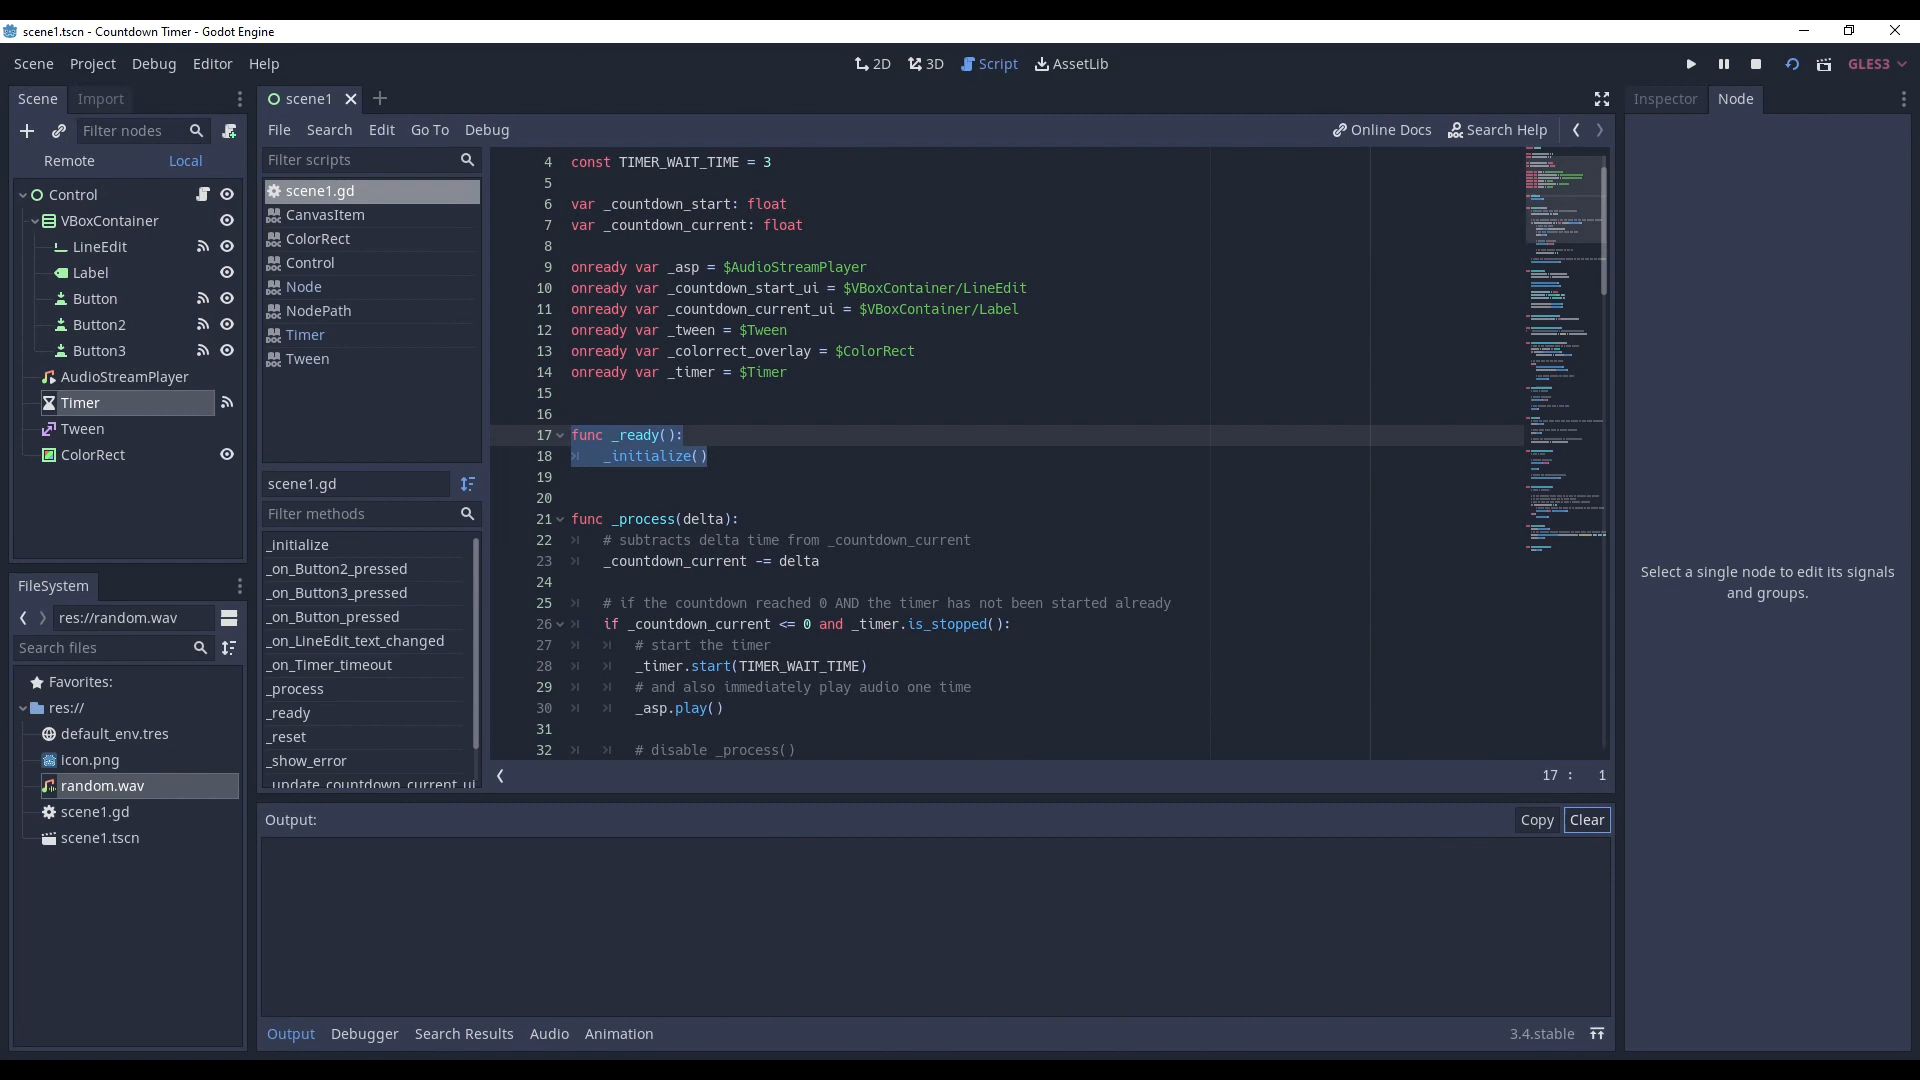 scene1.tscn - Countdown Timer - Godot Engine
Scene Project Debug Editor Help
2D 3D Script AssetLib
GLES3
Scene Import
Filter nodes
Remote Local
Control
VBoxContainer
LineEdit
Label
Button
Button2
Button3
AudioStreamPlayer
Timer
Tween
ColorRect
FileSystem
res://random.wav
Search files
Favorites:
res://
default_env.tres
icon.png
random.wav
scene1.gd
scene1.tscn
scene1
File Search Edit Go To Debug
Online Docs Search Help
Filter scripts
scene1.gd
CanvasItem
ColorRect
Control
Node
NodePath
Timer
Tween
scene1.gd
Filter methods
_initialize
_on_Button2_pressed
_on_Button3_pressed
_on_Button_pressed
_on_LineEdit_text_changed
_on_Timer_timeout
_process
_ready
_reset
_show_error
_update_countdown_current_ui
4 const TIMER_WAIT_TIME = 3
5
6 var _countdown_start: float
7 var _countdown_current: float
8
9 onready var _asp = $AudioStreamPlayer
10 onready var _countdown_start_ui = $VBoxContainer/LineEdit
11 onready var _countdown_current_ui = $VBoxContainer/Label
12 onready var _tween = $Tween
13 onready var _colorrect_overlay = $ColorRect
14 onready var _timer = $Timer
15
16
17 func _ready():
18 _initialize()
19
20
21 func _process(delta):
22 # subtracts delta time from _countdown_current
23 _countdown_current -= delta
24
25 # if the countdown reached 0 AND the timer has not been started already
26 if _countdown_current <= 0 and _timer.is_stopped():
27 # start the timer
28 _timer.start(TIMER_WAIT_TIME)
29 # and also immediately play audio one time
30 _asp.play()
31
32 # disable _process()
17 : 1
Output:
Copy Clear
Output Debugger Search Results Audio Animation
3.4.stable
Inspector Node
Select a single node to edit its signals
and groups.